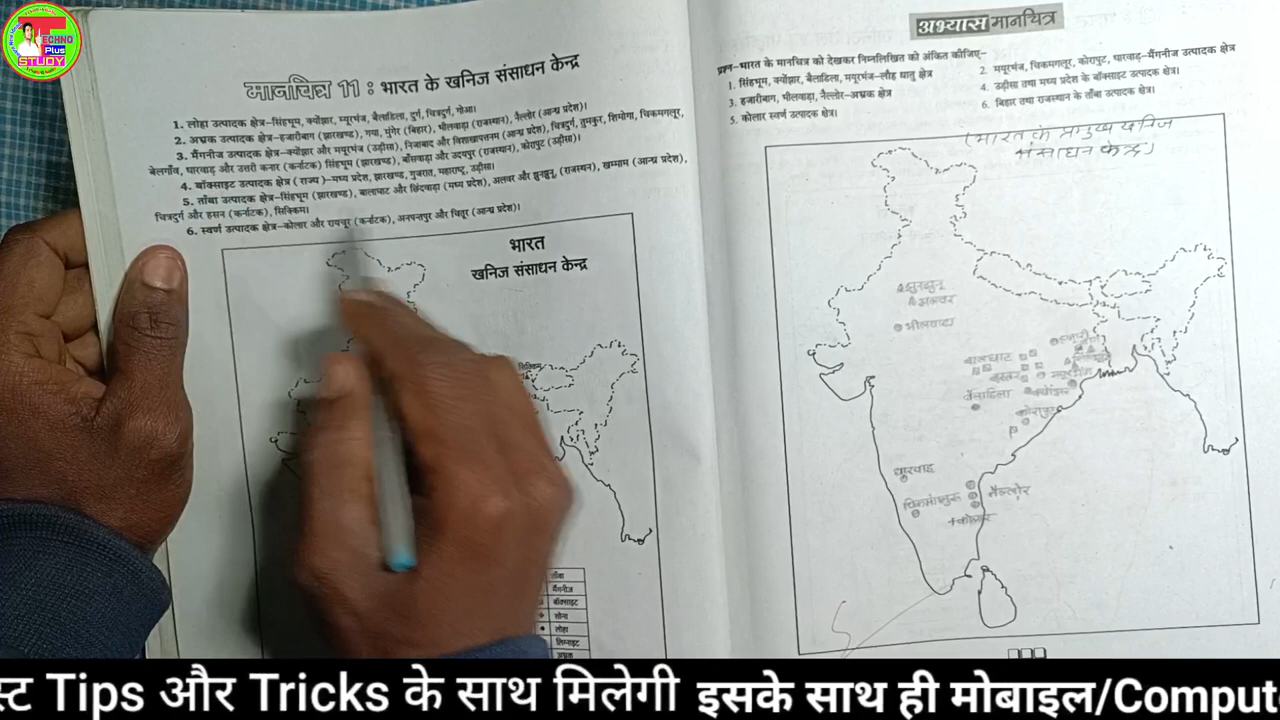 TECHNO
Plus
STUDY
मानचित्र 11 : भारत के खनिज संसाधन केन्द्र
1. लोहा उत्पादक क्षेत्र–सिंहभूम, क्योंझार, म्यूरभंज, बैलाडिला, दुर्ग, चित्रदुर्ग, गोआ।
2. अभ्रक उत्पादक क्षेत्र–हजारीबाग (झारखण्ड), गया, मुंगेर (बिहार), भीलवाड़ा (राजस्थान), नैल्लोर (आन्ध्र प्रदेश)।
3. मैंगनीज उत्पादक क्षेत्र–क्योंझार और मयूरभंज (उड़ीसा), निजाबाद और विशाखापत्तनम (आन्ध्र प्रदेश), चित्रदुर्ग, तुमकुर, शिमोगा, चिकमगलूर,
बेलगाँव, धारवाड़ और उत्तरी कनार (कर्नाटक) सिंहभूम (झारखण्ड), बाँसवाड़ा और उदयपुर (राजस्थान), कोरापुट (उड़ीसा)।
4. बॉक्साइट उत्पादक क्षेत्र (राज्य)–मध्य प्रदेश, झारखण्ड, गुजरात, महाराष्ट्र, उड़ीसा।
5. ताँबा उत्पादक क्षेत्र–सिंहभूम (झारखण्ड), बालाघाट और छिंदवाड़ा (मध्य प्रदेश), अलवर और झुनझुनू, (राजस्थान), खम्माम (आन्ध्र प्रदेश),
चित्रदुर्ग और हसन (कर्नाटक), सिक्किम।
6. स्वर्ण उत्पादक क्षेत्र–कोलार और रायचूर (कर्नाटक), अनपन्तपुर और चितूर (आन्ध्र प्रदेश)।
भारत
खनिज संसाधन केन्द्र
सिक्किम
ताँबा
मैंगनीज
बॉक्साइट
सोना
लोहा
लिग्नाइट
अभ्रक
अभ्यास मानचित्र
प्रश्न–भारत के मानचित्र को देखकर निम्नलिखित को अंकित कीजिए–
1. सिंहभूम, क्योंझार, बैलाडिला, मयूरभंज–लौह धातु क्षेत्र
2. मयूरभंज, चिकमगलूर, कोरापुट, धारवाड़–मैंगनीज उत्पादक क्षेत्र
3. हजारीबाग, भीलवाड़ा, नैल्लोर–अभ्रक क्षेत्र
4. उड़ीसा तथा मध्य प्रदेश के बॉक्साइट उत्पादक क्षेत्र।
5. कोलार स्वर्ण उत्पादक क्षेत्र।
6. बिहार तथा राजस्थान के ताँबा उत्पादक क्षेत्र।
(भारत के प्रमुख खनिज
संसाधन केन्द्र)
झुनझुनू
अलवर
भीलवाड़ा
बालाघाट
बस्तर
बैलाडिला
क्योंझर
कोरापुट
धारवाड़
नैल्लोर
+कोलार
स्ट Tips और Tricks के साथ मिलेगी इसके साथ ही मोबाइल/Comput